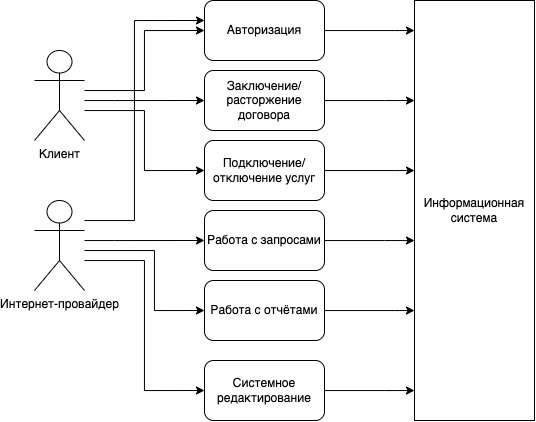 Авторизация
Заключение/
расторжение
договора
Клиент
Подключение/
отключение услуг
Информационная
система
Работа с запросами
Интернет-провайдер
Работа с отчётами
Системное
редактирование